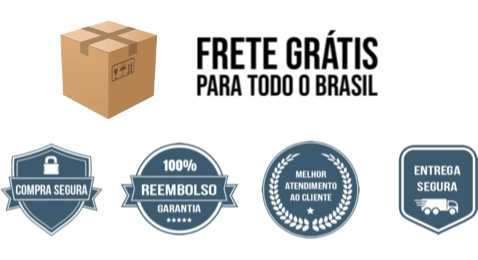 FRETE GRÁTIS
PARA TODO O BRASIL
COMPRA SEGURA
100%
REEMBOLSO
GARANTIA
MELHOR
ATENDIMENTO
AO CLIENTE
ENTREGA
SEGURA